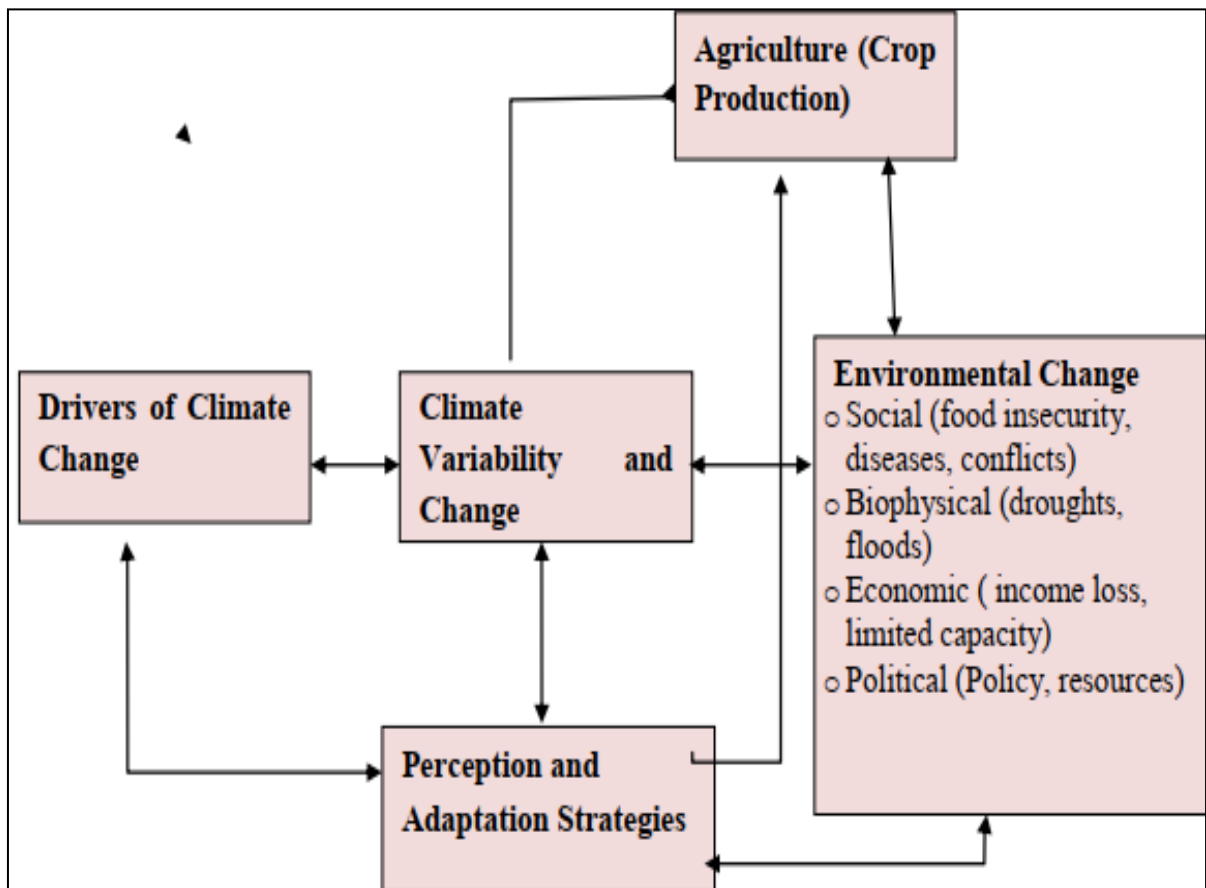 Agriculture (Crop
Production)
Drivers of Climate
Change
Climate
Variability and
Change
Environmental Change
o Social (food insecurity,
diseases, conflicts)
o Biophysical (droughts,
floods)
o Economic ( income loss,
limited capacity)
o Political (Policy, resources)
Perception and
Adaptation Strategies